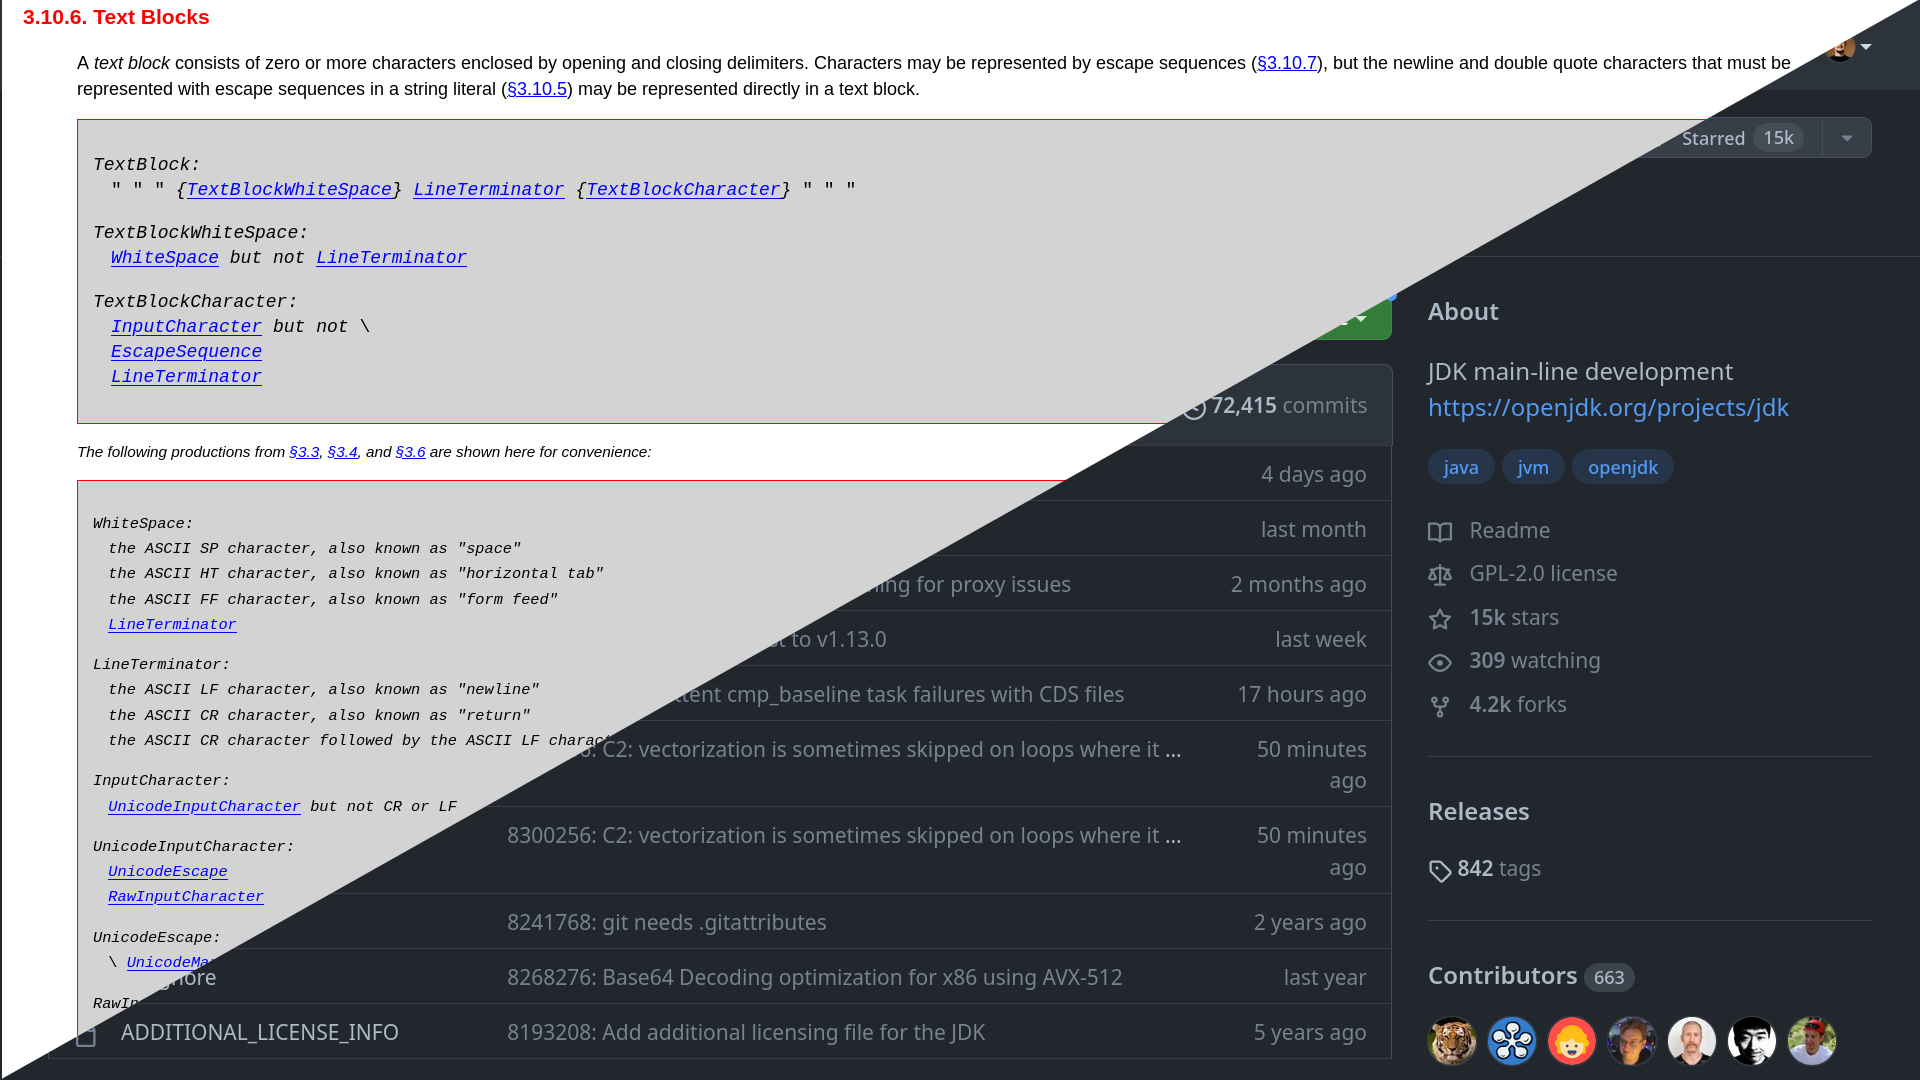 3.10.6. Text Blocks
A text block consists of zero or more characters enclosed by opening and closing delimiters. Characters may be represented by escape sequences (§3.10.7), but the newline and double quote characters that must be
represented with escape sequences in a string literal (§3.10.5) may be represented directly in a text block.
TextBlock:
" " " {TextBlockWhiteSpace} LineTerminator {TextBlockCharacter} " " "
TextBlockWhiteSpace:
WhiteSpace but not LineTerminator
TextBlockCharacter:
InputCharacter but not \
EscapeSequence
LineTerminator
The following productions from §3.3, §3.4, and §3.6 are shown here for convenience:
WhiteSpace:
the ASCII SP character, also known as "space"
the ASCII HT character, also known as "horizontal tab"
the ASCII FF character, also known as "form feed"
LineTerminator
LineTerminator:
the ASCII LF character, also known as "newline"
the ASCII CR character, also known as "return"
the ASCII CR character followed by the ASCII LF charact
InputCharacter:
UnicodeInputCharacter but not CR or LF
UnicodeInputCharacter:
UnicodeEscape
RawInputCharacter
UnicodeEscape:
\ UnicodeMa
RawIn
Starred 15k
72,415 commits
4 days ago
last month
ing for proxy issues 2 months ago
to v1.13.0 last week
ttent cmp_baseline task failures with CDS files 17 hours ago
: C2: vectorization is sometimes skipped on loops where it ... 50 minutes
ago
8300256: C2: vectorization is sometimes skipped on loops where it ... 50 minutes
ago
8241768: git needs .gitattributes 2 years ago
nore 8268276: Base64 Decoding optimization for x86 using AVX-512 last year
ADDITIONAL_LICENSE_INFO 8193208: Add additional licensing file for the JDK 5 years ago
About
JDK main-line development
https://openjdk.org/projects/jdk
java jvm openjdk
Readme
GPL-2.0 license
15k stars
309 watching
4.2k forks
Releases
842 tags
Contributors 663